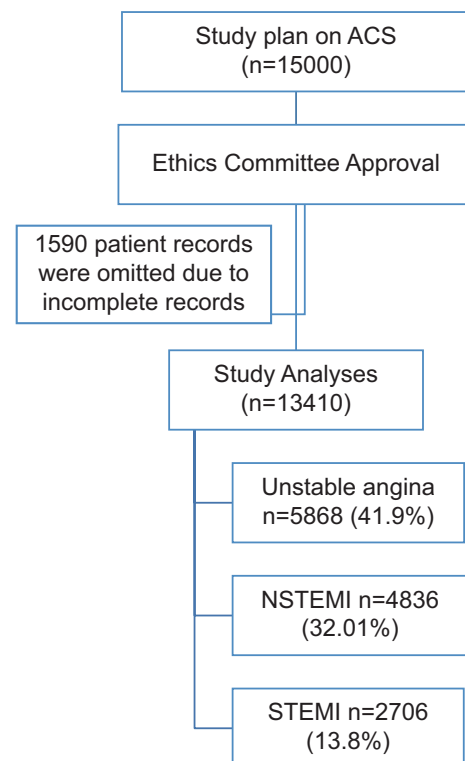 Study plan on ACS
(n=15000)
Ethics Committee Approval
1590 patient records
were omitted due to
incomplete records
Study Analyses
(n=13410)
Unstable angina
n=5868 (41.9%)
NSTEMI n=4836
(32.01%)
STEMI n=2706
(13.8%)